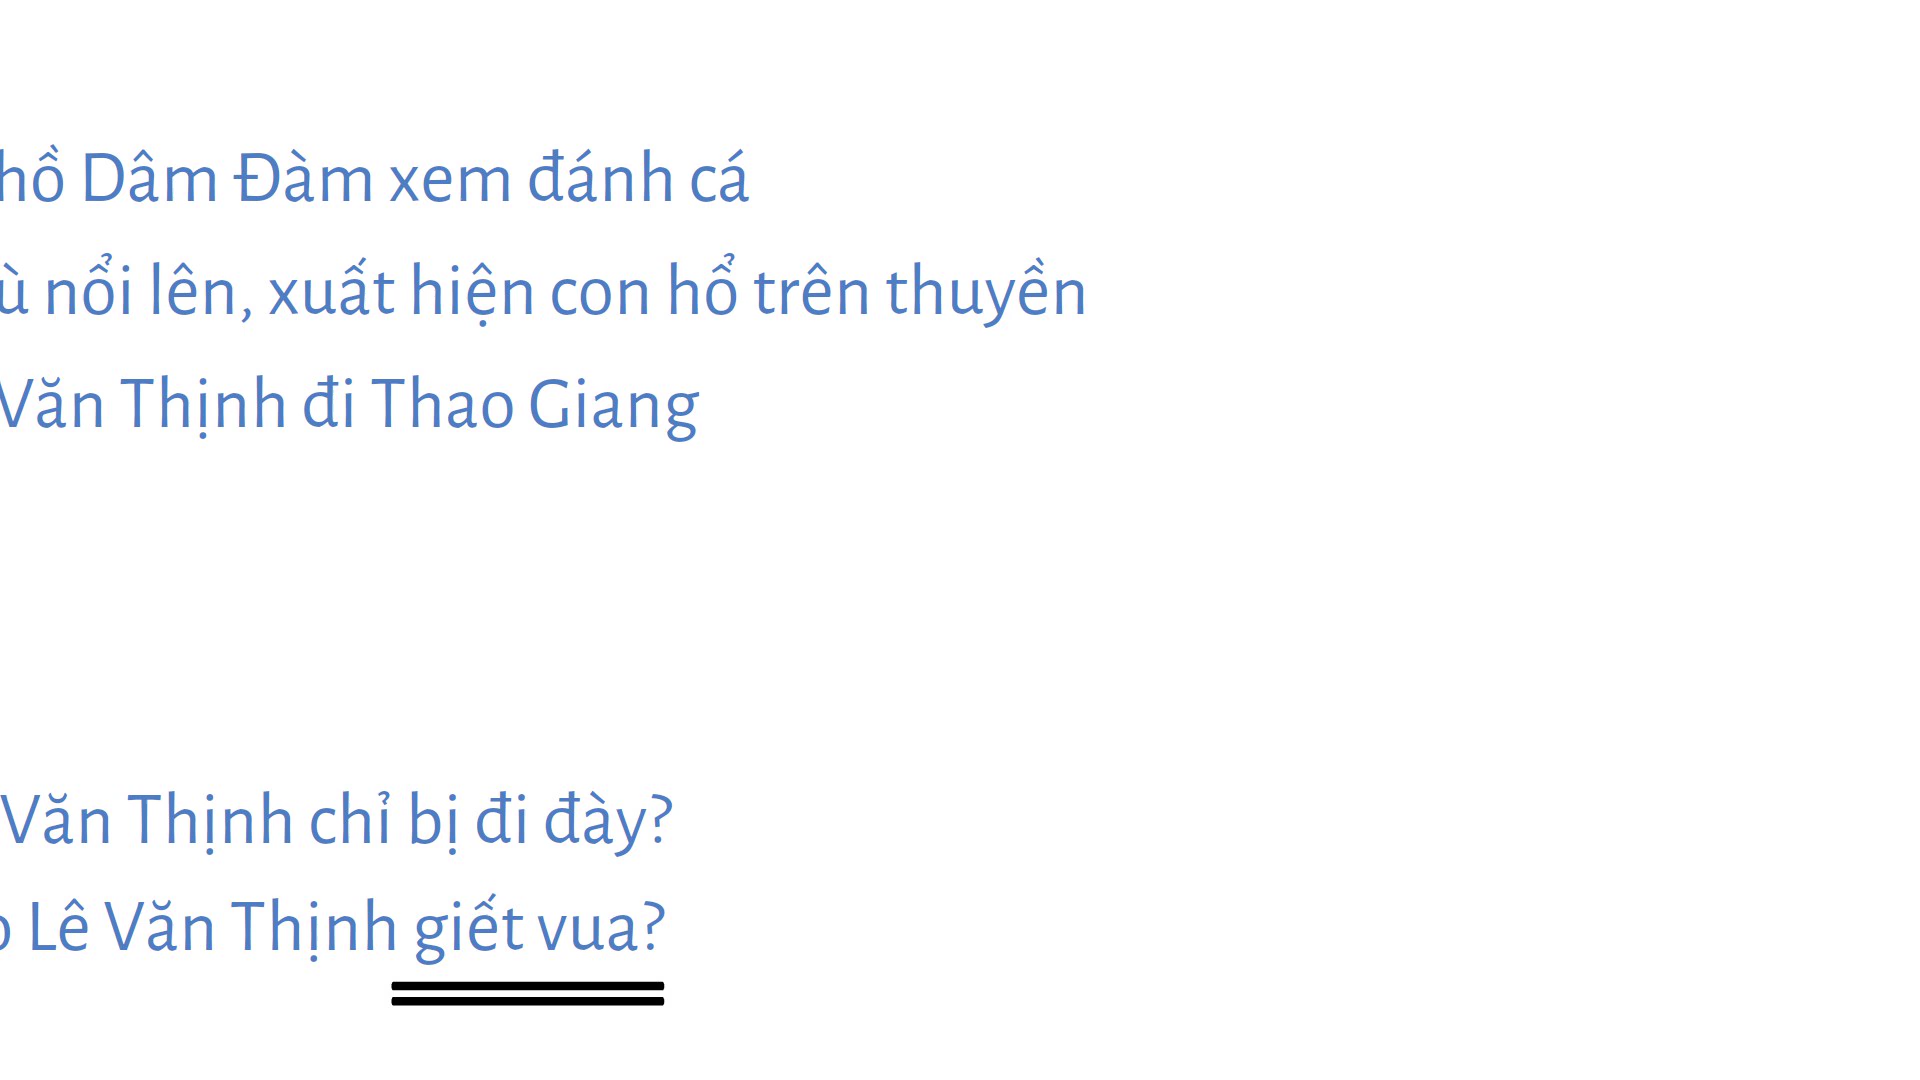 hồ Dâm Đàm xem đánh cá
nổi lên, xuất hiện con hổ trên thuyền
Văn Thịnh đi Thao Giang
Văn Thịnh chỉ bị đi đày?
Lê Văn Thịnh giết vua?